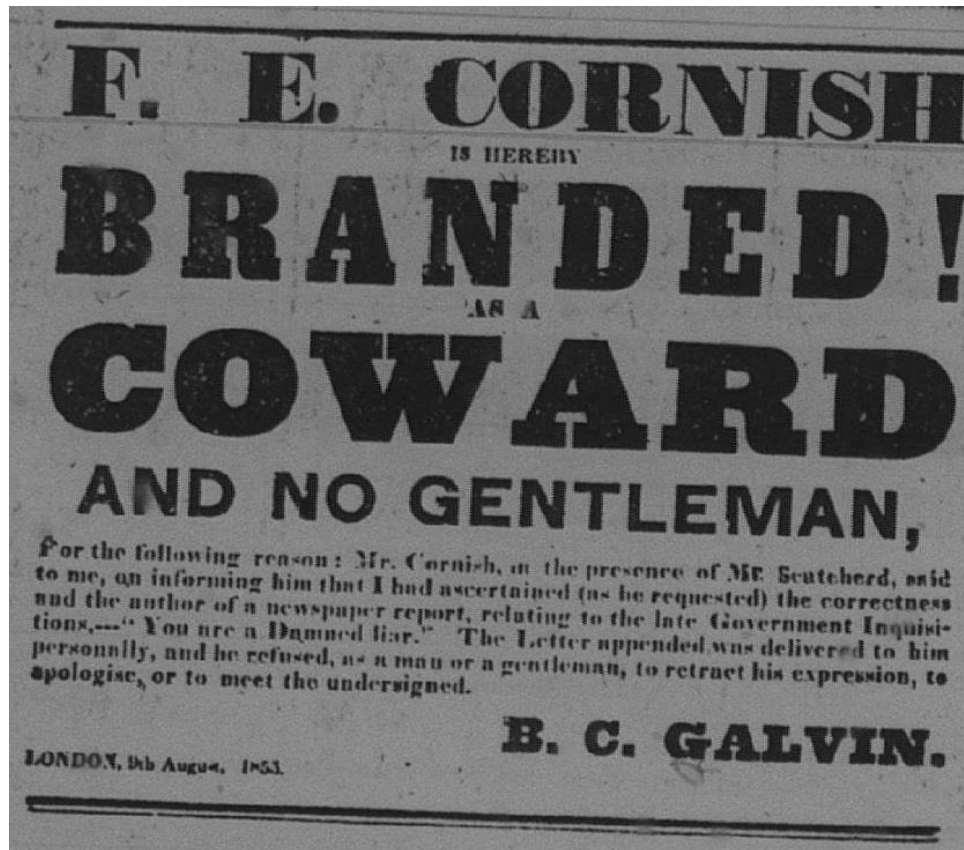 F. E. CORNISH
IS HEREBY
BRANDED!
AS A
COWARD
AND NO GENTLEMAN,
For the following reason: Mr. Cornish, in the presence of Mr. Scatcherd, said
to me, on informing him that I had ascertained (as he requested) the correctness
and the author of a newspaper report, relating to the late Government Inquisi-
tions,---"You are a Damned liar." The Letter appended was delivered to him
personally, and he refused, as a man or a gentleman, to retract his expression, to
apologise, or to meet the undersigned.
B. C. GALVIN.
LONDON, 9th August, 1853.